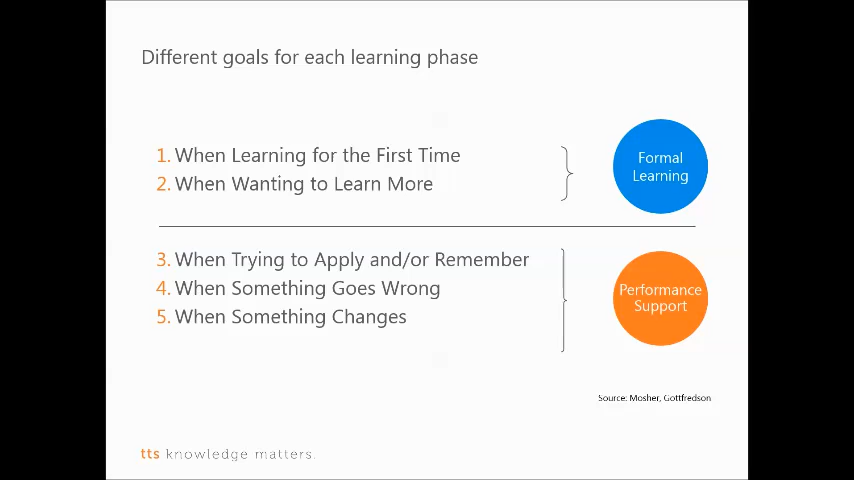 Different goals for each learning phase
1. When Learning for the First Time
2. When Wanting to Learn More
Formal
Learning
3. When Trying to Apply and/or Remember
4. When Something Goes Wrong
5. When Something Changes
Performance
Support
Source: Mosher, Gottfredson
tts knowledge matters.